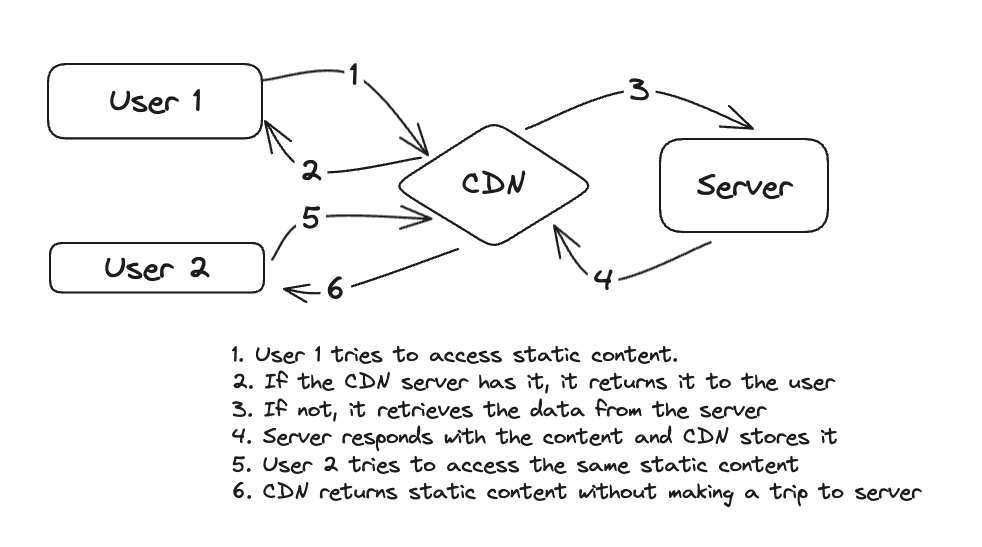 User 1
1
2
3
CDN
Server
5
User 2
6
4
1. User 1 tries to access static content.
2. If the CDN server has it, it returns it to the user
3. If not, it retrieves the data from the server
4. Server responds with the content and CDN stores it
5. User 2 tries to access the same static content
6. CDN returns static content without making a trip to server